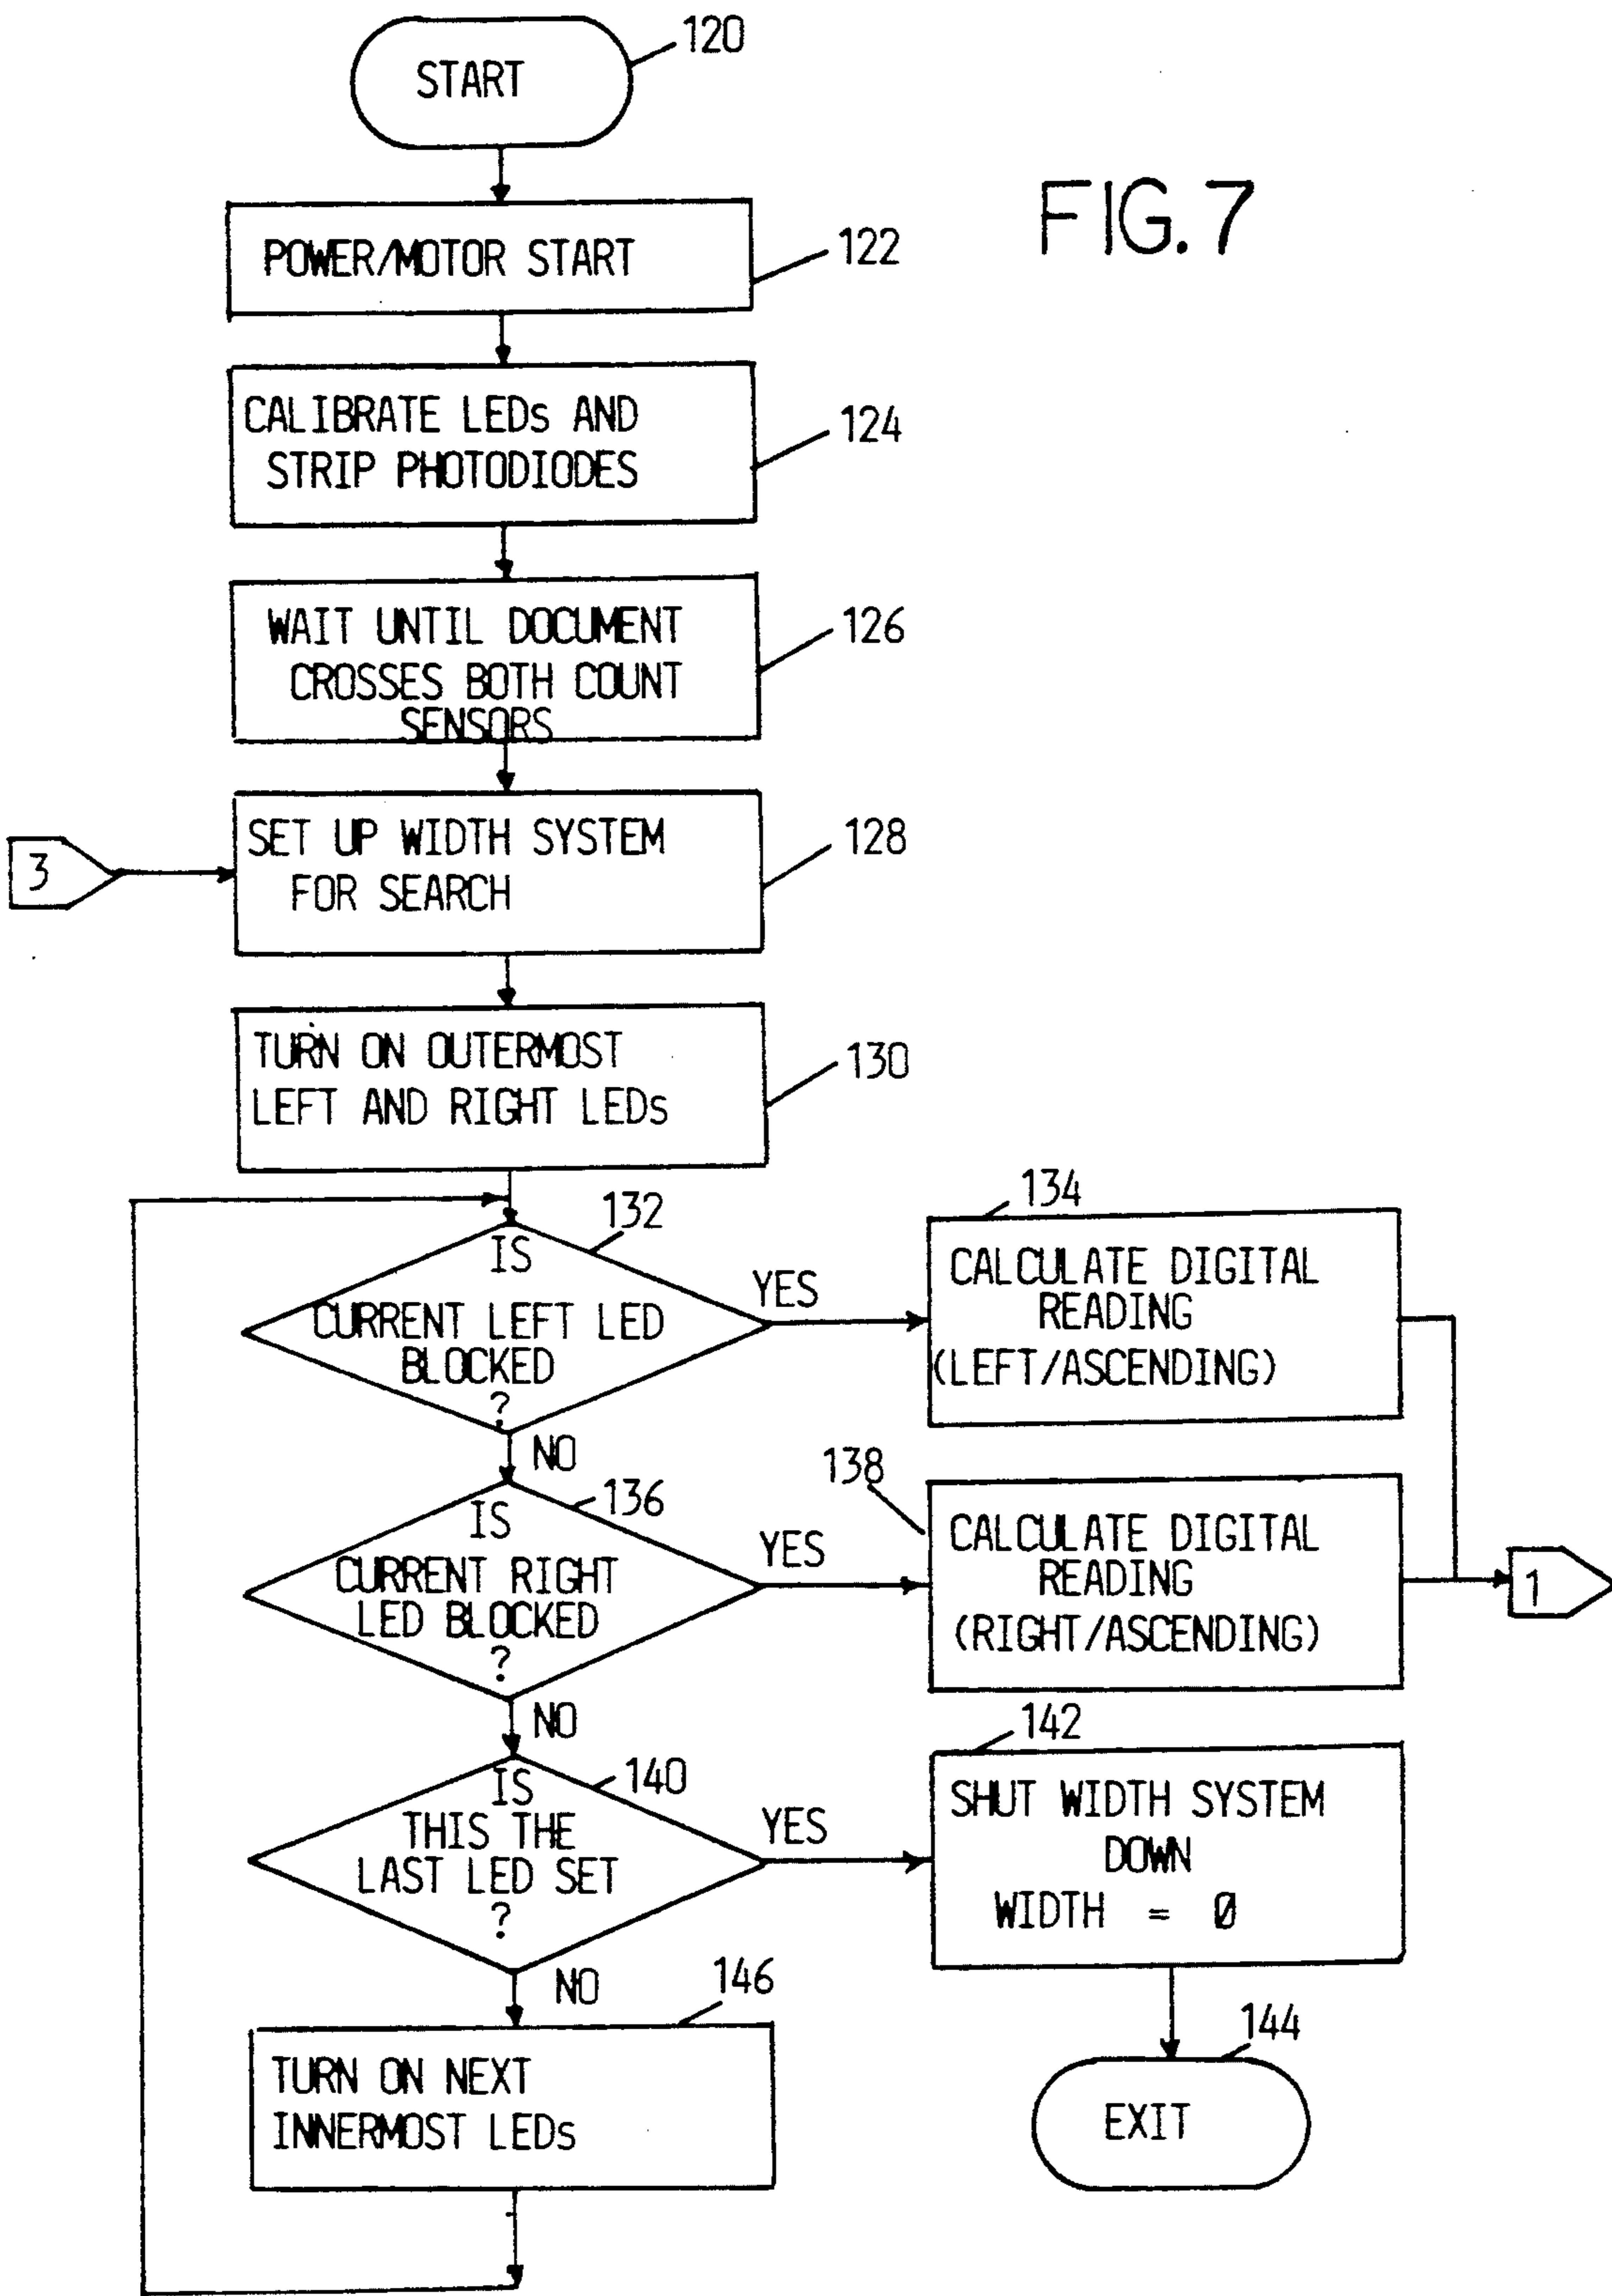 120
START
FIG. 7
POWER/MOTOR START
122
CALIBRATE LEDs AND
STRIP PHOTODIODES
124
WAIT UNTIL DOCUMENT
CROSSES BOTH COUNT
SENSORS
126
3
SET UP WIDTH SYSTEM
FOR SEARCH
128
TURN ON OUTERMOST
LEFT AND RIGHT LEDs
130
132
IS
CURRENT LEFT LED
BLOCKED
?
YES
134
CALCULATE DIGITAL
READING
(LEFT/ASCENDING)
NO
136
IS
CURRENT RIGHT
LED BLOCKED
?
YES
138
CALCULATE DIGITAL
READING
(RIGHT/ASCENDING)
1
NO
140
IS
THIS THE
LAST LED SET
?
YES
142
SHUT WIDTH SYSTEM
DOWN
WIDTH = Ø
NO
146
TURN ON NEXT
INNERMOST LEDs
144
EXIT